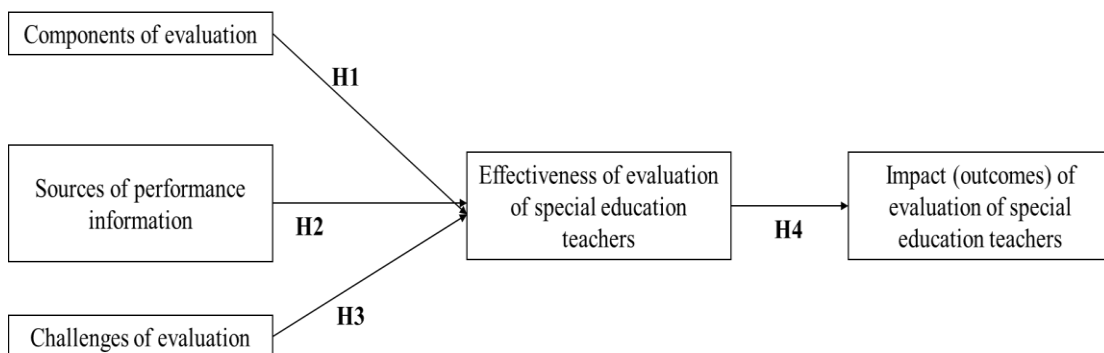 Components of evaluation
H1
Sources of performance
information
H2
Challenges of evaluation
H3
Effectiveness of evaluation
of special education
teachers
H4
Impact (outcomes) of
evaluation of special
education teachers